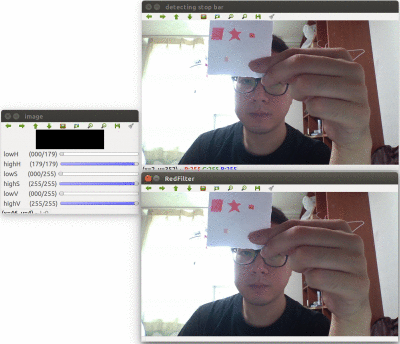 detecting stop bar
image
lowH (000/179)
highH (179/179)
lowS (000/255)
highS (255/255)
lowV (000/255)
highV (255/255)
RedFilter